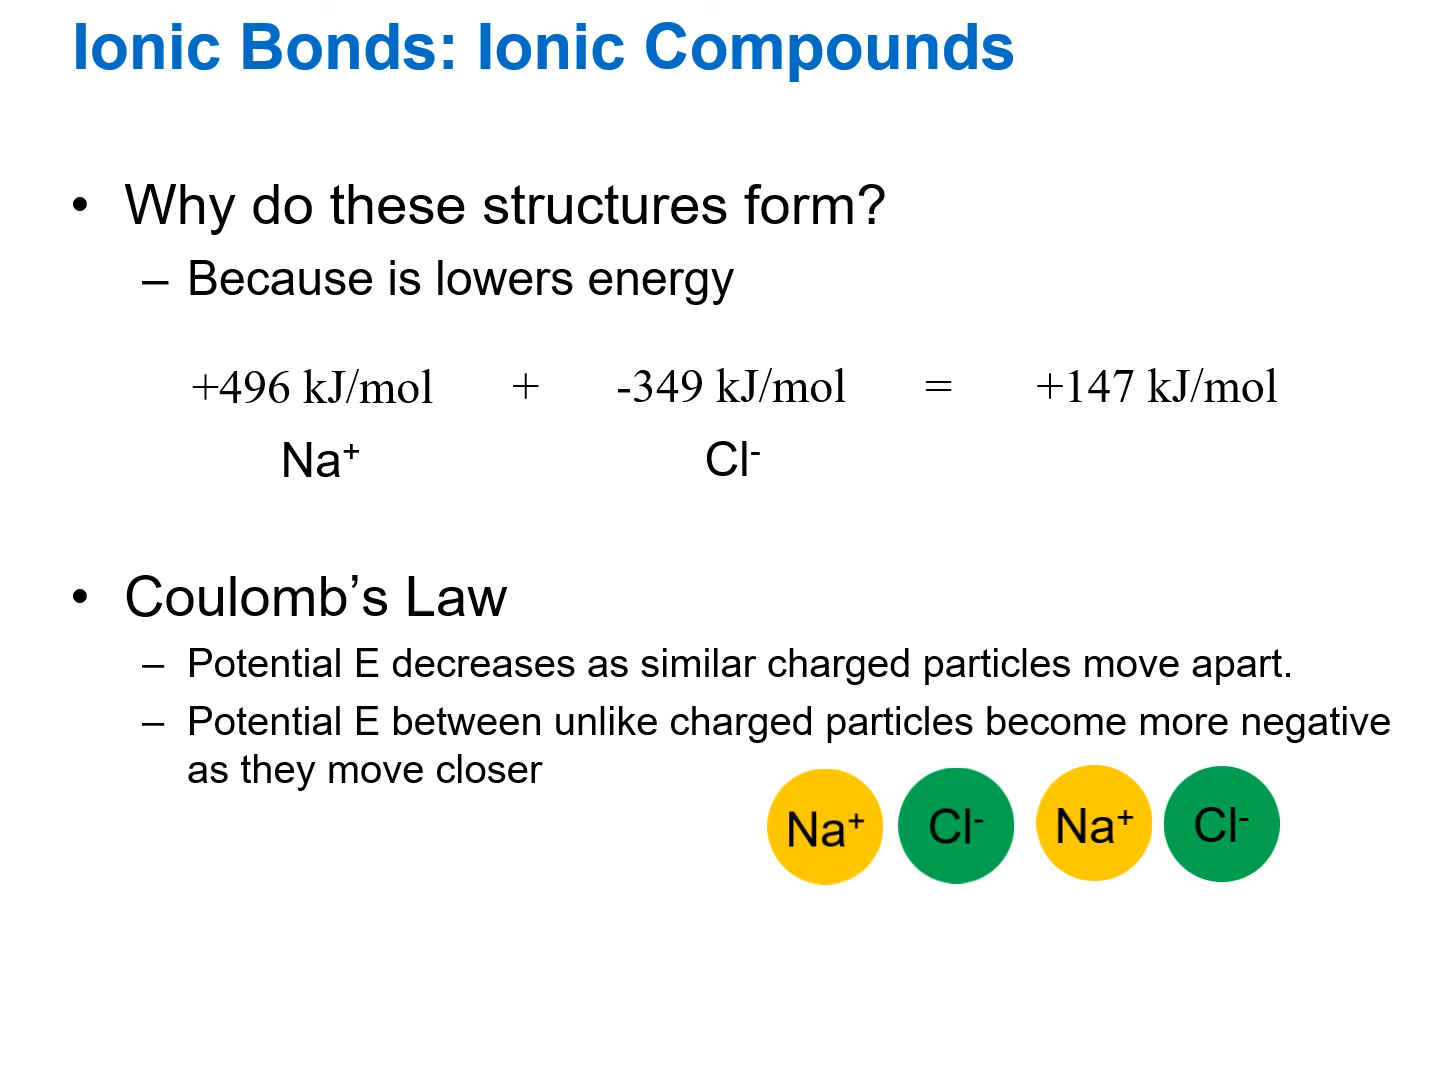 Ionic Bonds: Ionic Compounds
• Why do these structures form?
– Because is lowers energy
+496 kJ/mol + -349 kJ/mol = +147 kJ/mol
Na⁺ Cl⁻
• Coulomb’s Law
– Potential E decreases as similar charged particles move apart.
– Potential E between unlike charged particles become more negative
as they move closer
Na⁺ Cl⁻ Na⁺ Cl⁻